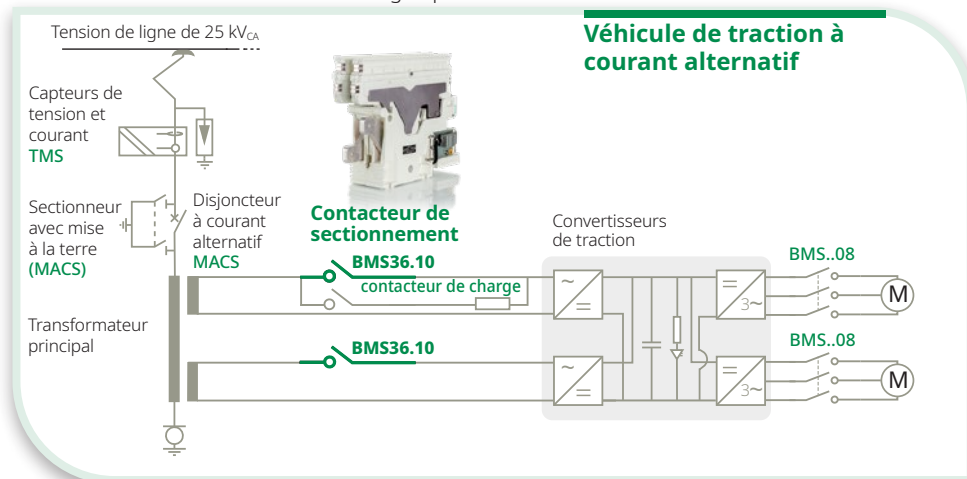 Véhicule de traction à
courant alternatif
Tension de ligne de 25 kVCA
Capteurs de
tension et
courant
TMS
Sectionneur
avec mise
à la terre
(MACS)
Disjoncteur
à courant
alternatif
MACS
Transformateur
principal
Contacteur de
sectionnement
BMS36.10
contacteur de charge
BMS36.10
Convertisseurs
de traction
~
=
~
=
=
3~
=
3~
BMS..08
M
BMS..08
M